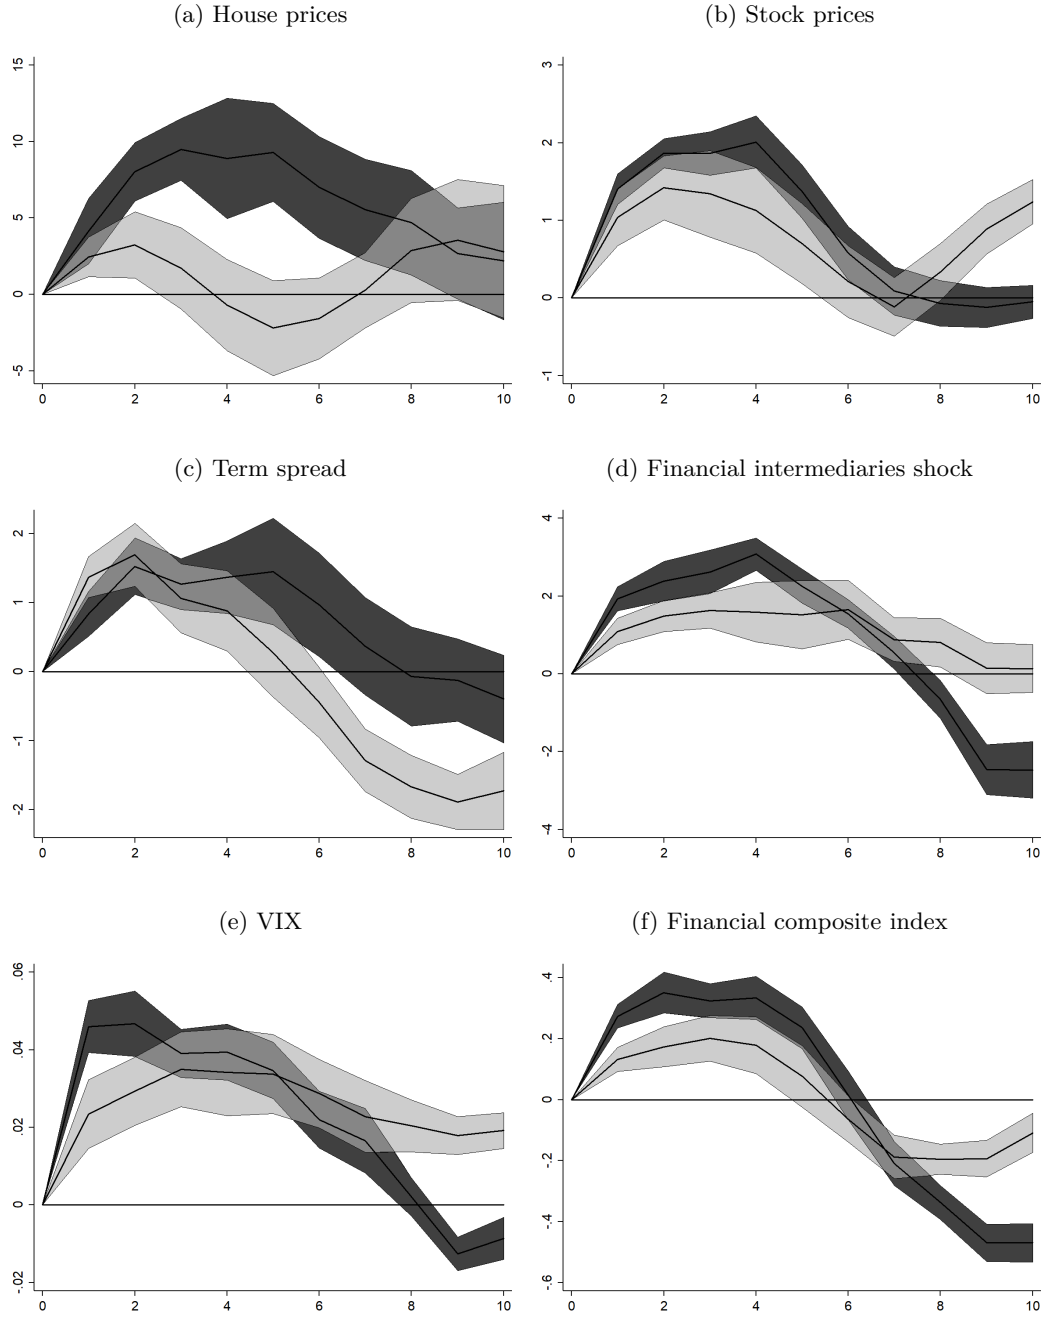 (a) House prices
(b) Stock prices
15
10
5
0
-5
0 2 4 6 8 10
3
2
1
0
-1
0 2 4 6 8 10
(c) Term spread
(d) Financial intermediaries shock
2
1
0
-1
-2
0 2 4 6 8 10
4
2
0
-2
-4
0 2 4 6 8 10
(e) VIX
(f) Financial composite index
.06
.04
.02
0
-.02
0 2 4 6 8 10
.4
.2
0
-.2
-.4
-.6
0 2 4 6 8 10